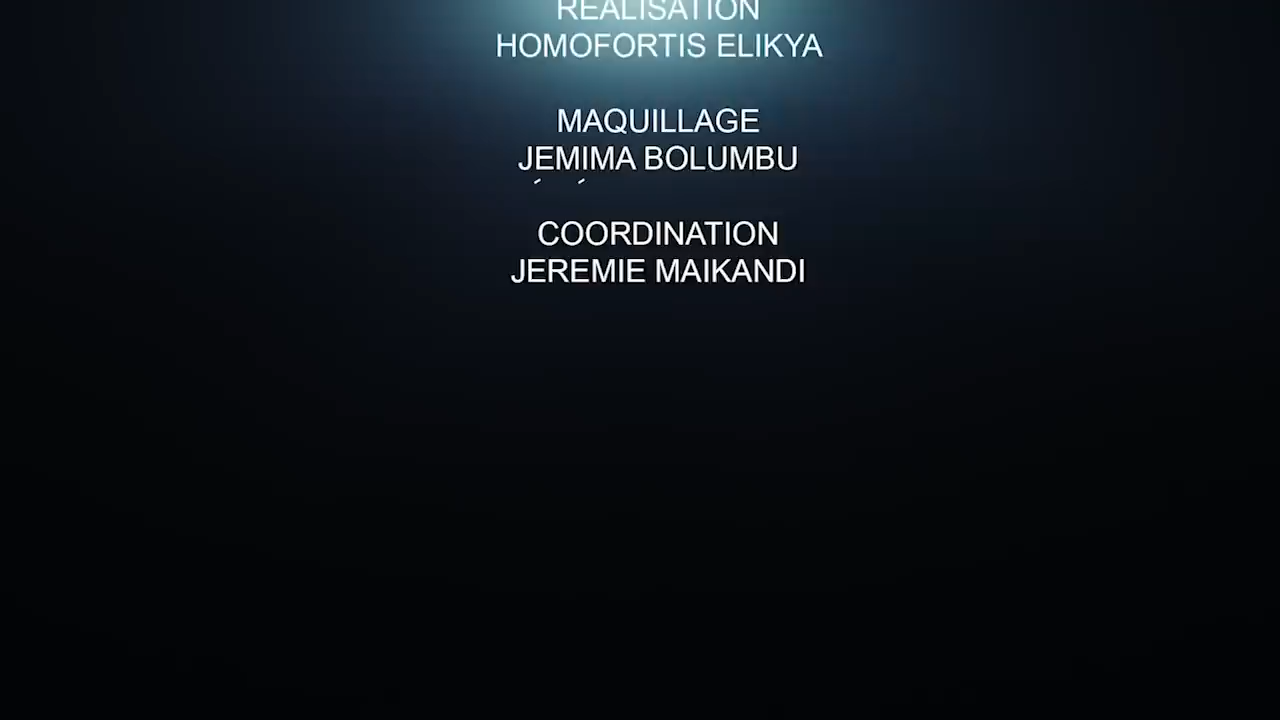 REALISATION
HOMOFORTIS ELIKYA
MAQUILLAGE
JEMIMA BOLUMBU
COORDINATION
JEREMIE MAIKANDI